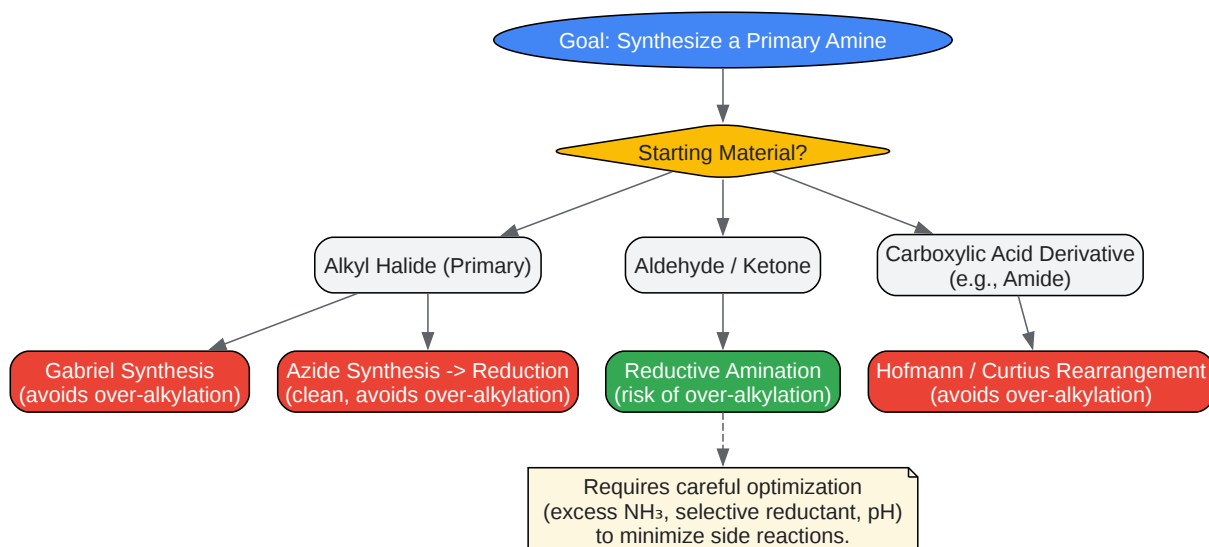 Goal: Synthesize a Primary Amine
Starting Material?
Alkyl Halide (Primary)
Aldehyde / Ketone
Carboxylic Acid Derivative
(e.g., Amide)
Gabriel Synthesis
(avoids over-alkylation)
Azide Synthesis -> Reduction
(clean, avoids over-alkylation)
Reductive Amination
(risk of over-alkylation)
Hofmann / Curtius Rearrangement
(avoids over-alkylation)
Requires careful optimization
(excess NH₃, selective reductant, pH)
to minimize side reactions.